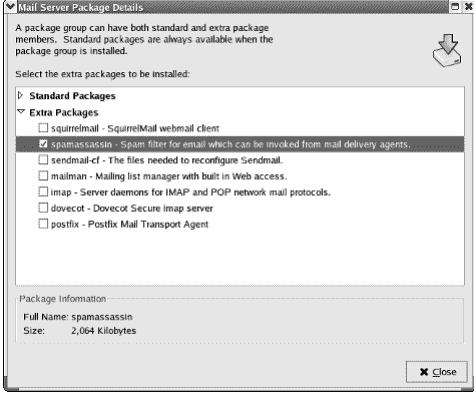 Mail Server Package Details
A package group can have both standard and extra package
members. Standard packages are always available when the
package group is installed.
Select the extra packages to be installed:
Standard Packages
Extra Packages
squirrelmail - SquirrelMail webmail client
spamassassin - Spam filter for email which can be invoked from mail delivery agents.
sendmail-cf - The files needed to reconfigure Sendmail.
mailman - Mailing list manager with built in Web access.
imap - Server daemons for IMAP and POP network mail protocols.
dovecot - Dovecot Secure imap server
postfix - Postfix Mail Transport Agent
Package Information
Full Name: spamassassin
Size: 2,064 Kilobytes
Close